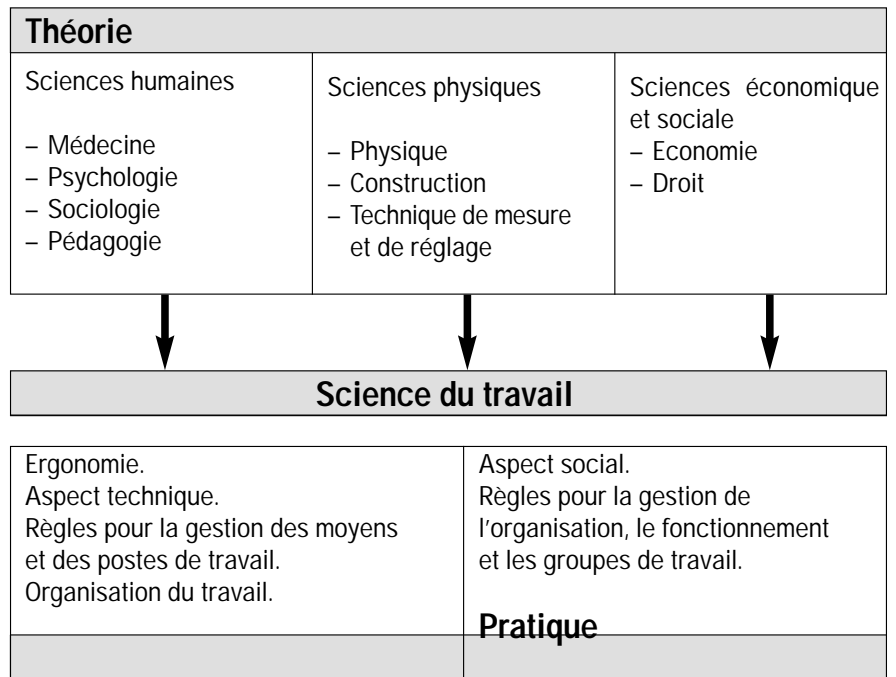 Théorie
Sciences humaines
– Médecine
– Psychologie
– Sociologie
– Pédagogie
Sciences physiques
– Physique
– Construction
– Technique de mesure
et de réglage
Sciences économique
et sociale
– Economie
– Droit
Science du travail
Ergonomie.
Aspect technique.
Règles pour la gestion des moyens
et des postes de travail.
Organisation du travail.
Aspect social.
Règles pour la gestion de
l'organisation, le fonctionnement
et les groupes de travail.
Pratique